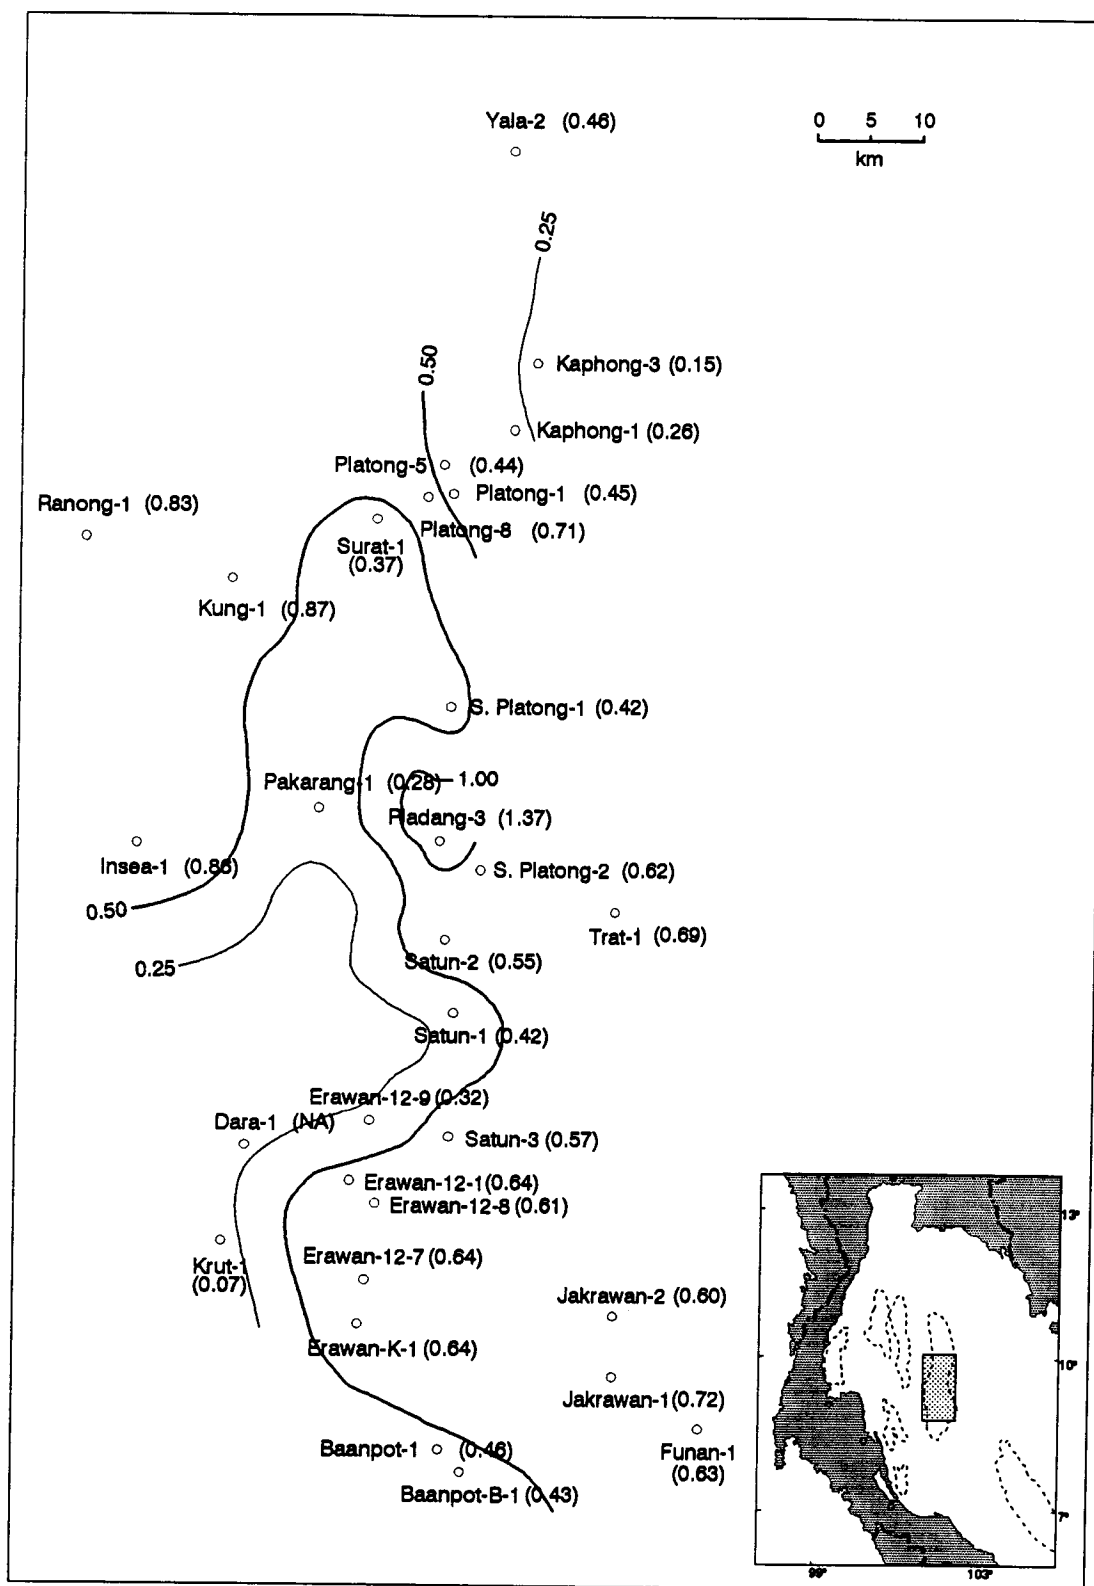 Yala-2 (0.46)
0 5 10
km
0.25
0.50
Kaphong-3 (0.15)
Kaphong-1 (0.26)
Platong-5 (0.44)
Ranong-1 (0.83)
Platong-1 (0.45)
Platong-8 (0.71)
Surat-1
(0.37)
Kung-1 (0.87)
S. Platong-1 (0.42)
Pakarang-1 (0.28)
1.00
Pladang-3 (1.37)
Insea-1 (0.86)
S. Platong-2 (0.62)
0.50
Trat-1 (0.69)
0.25
Satun-2 (0.55)
Satun-1 (0.42)
Erawan-12-9 (0.32)
Dara-1 (NA)
Satun-3 (0.57)
Erawan-12-1 (0.64)
Erawan-12-8 (0.61)
Erawan-12-7 (0.64)
Krut-1
(0.07)
Jakrawan-2 (0.60)
Erawan-K-1 (0.64)
Jakrawan-1 (0.72)
Baanpot-1 (0.46)
Funan-1
(0.63)
Baanpot-B-1 (0.43)
13°
10°
7°
99° 103°